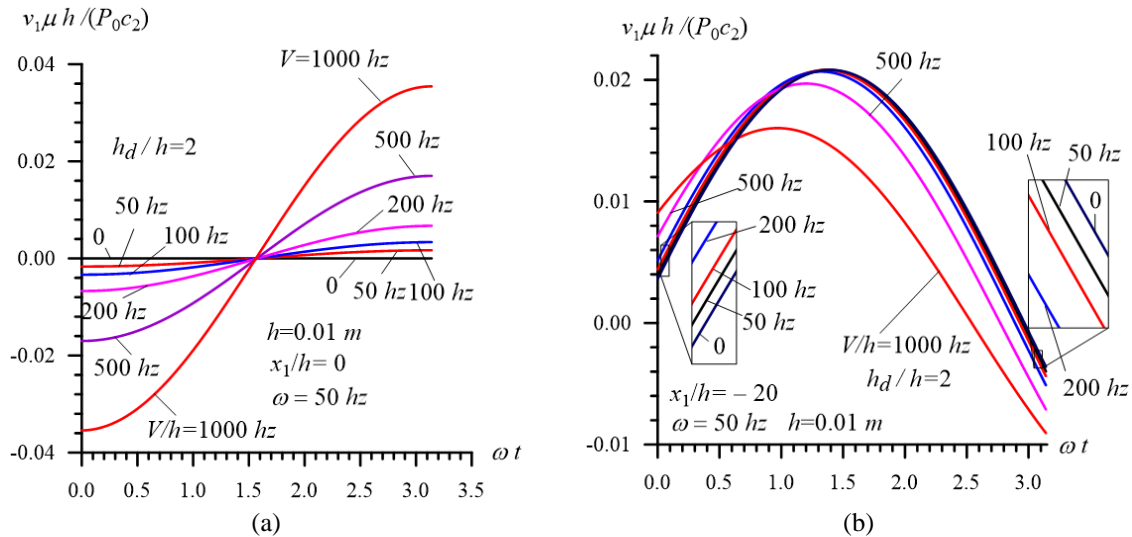 v₁μ h /(P₀c₂)
0.04
0.02
0.00
-0.02
-0.04
V=1000 hz
h_d / h=2
500 hz
50 hz
200 hz
0
100 hz
0
50 hz
100 hz
200 hz
h=0.01 m
x₁/h= 0
ω = 50 hz
500 hz
V/h=1000 hz
ω t
0.0 0.5 1.0 1.5 2.0 2.5 3.0 3.5
(a)
v₁μ h /(P₀c₂)
0.02
0.01
0.00
-0.01
500 hz
100 hz
50 hz
0
500 hz
200 hz
100 hz
50 hz
0
V/h=1000 hz
h_d / h=2
200 hz
x₁/h= – 20
ω = 50 hz h=0.01 m
ω t
0.0 0.5 1.0 1.5 2.0 2.5 3.0
(b)